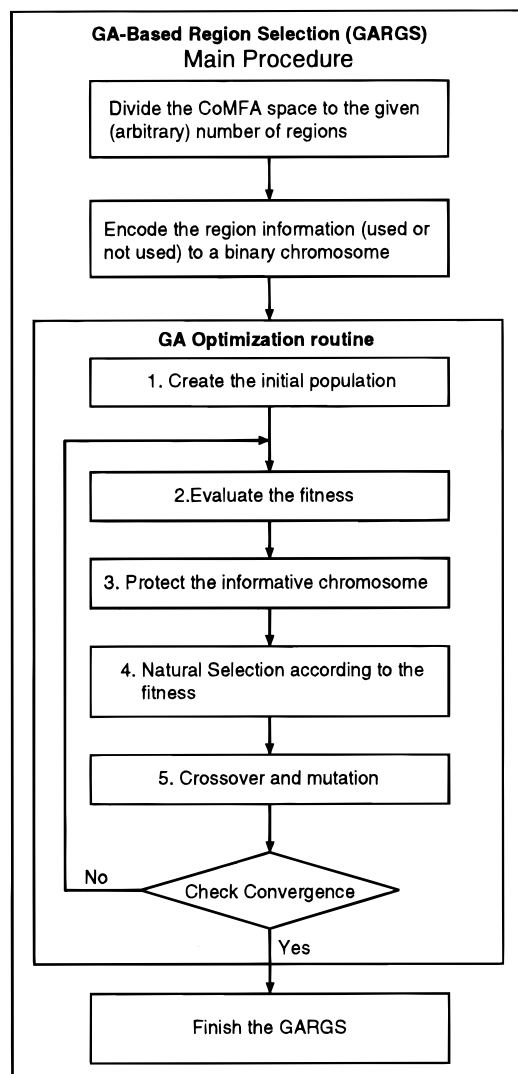 GA-Based Region Selection (GARGS)
Main Procedure
Divide the CoMFA space to the given
(arbitrary) number of regions
Encode the region information (used or
not used) to a binary chromosome
GA Optimization routine
1. Create the initial population
2.Evaluate the fitness
3. Protect the informative chromosome
4. Natural Selection according to the
fitness
5. Crossover and mutation
No
Check Convergence
Yes
Finish the GARGS